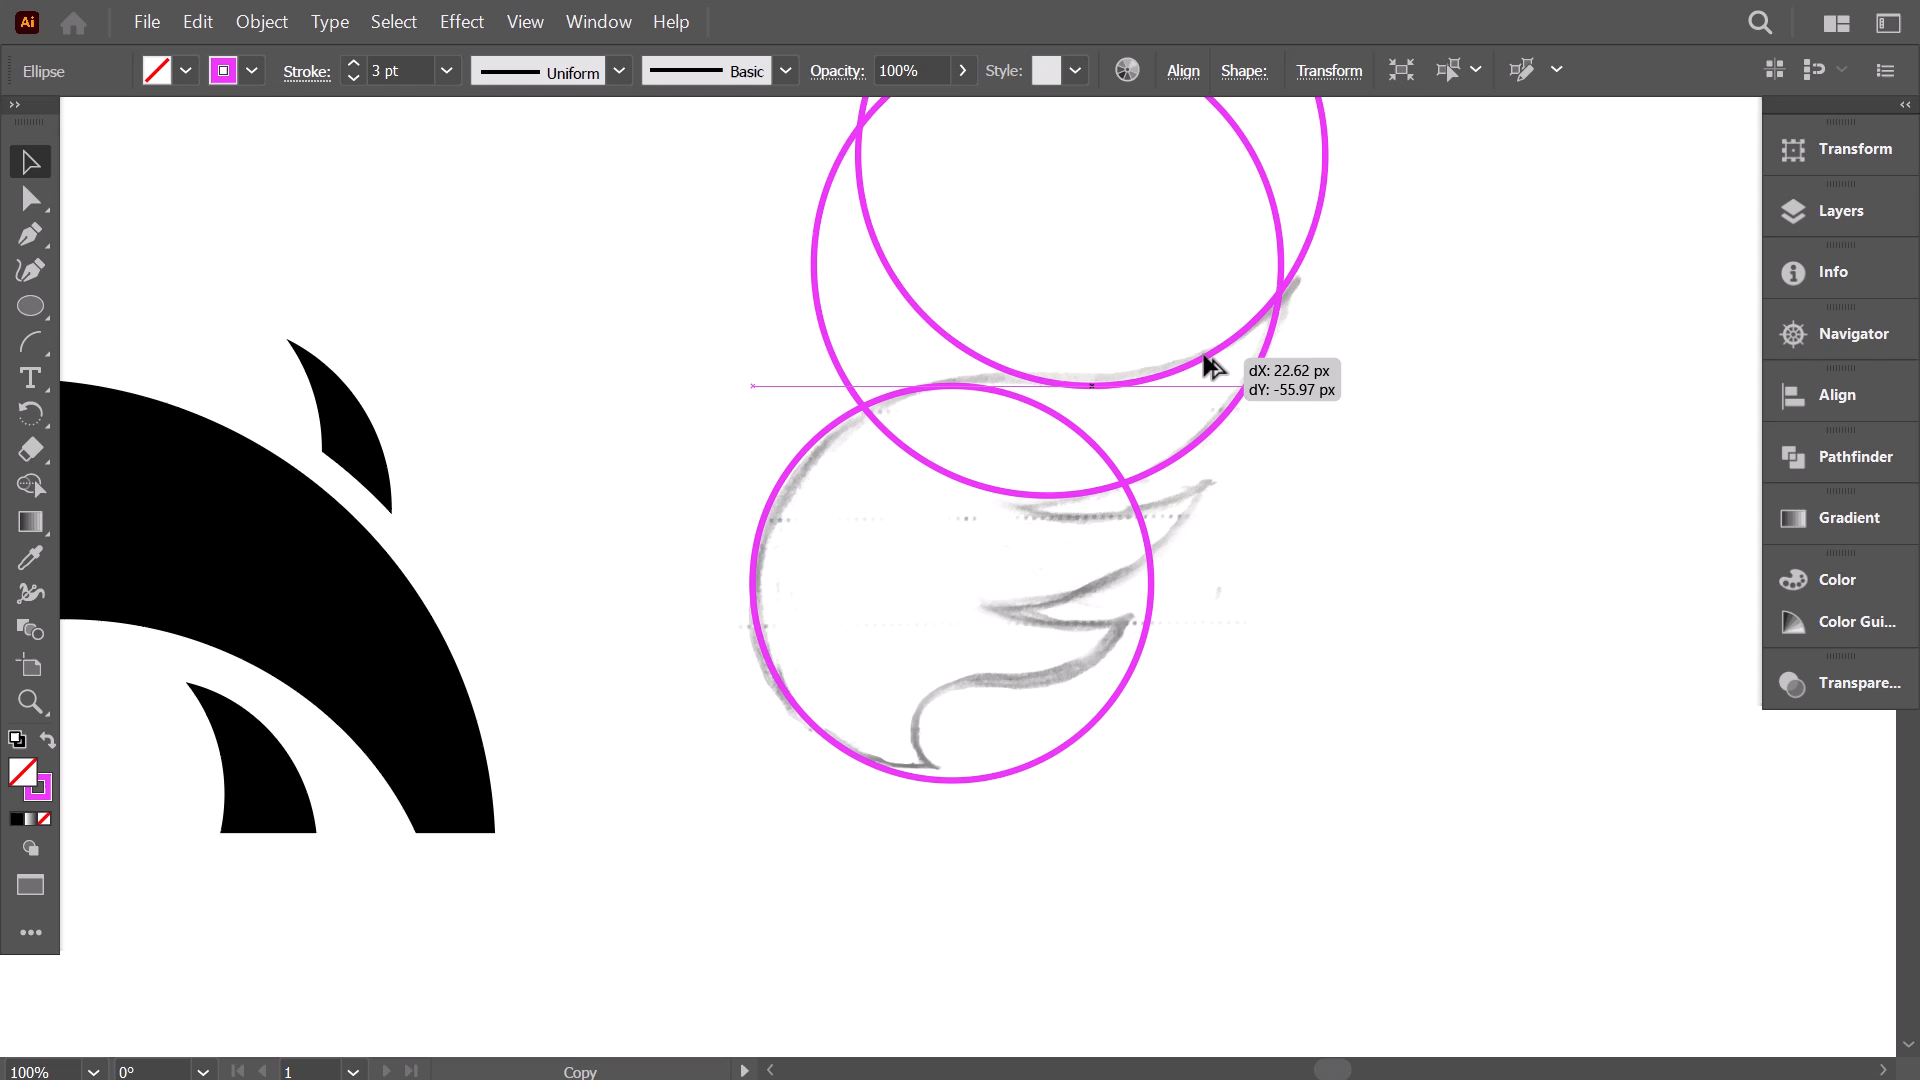 Ai File Edit Object Type Select Effect View Window Help
Ellipse Stroke: 3 pt Uniform Basic Opacity: 100% Style: Align Shape: Transform
Transform
Layers
Info
Navigator
Align
Pathfinder
Gradient
Color
Color Gui...
Transpare...
dX: 22.62 px
dY: -55.97 px
100% 0° 1 Copy